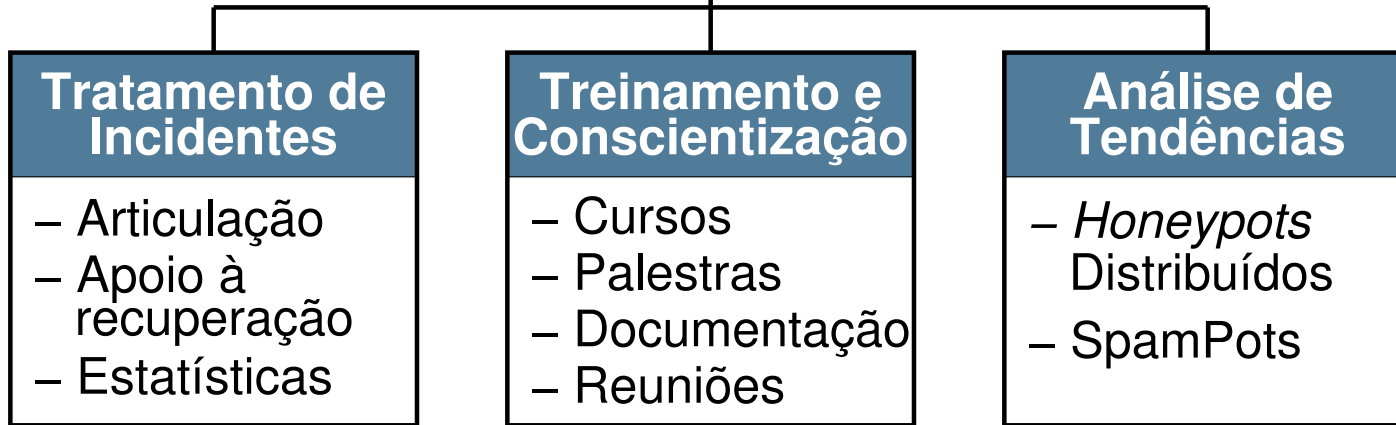 Tratamento de
Incidentes
– Articulação
– Apoio à
recuperação
– Estatísticas
Treinamento e
Conscientização
– Cursos
– Palestras
– Documentação
– Reuniões
Análise de
Tendências
– Honeypots
Distribuídos
– SpamPots